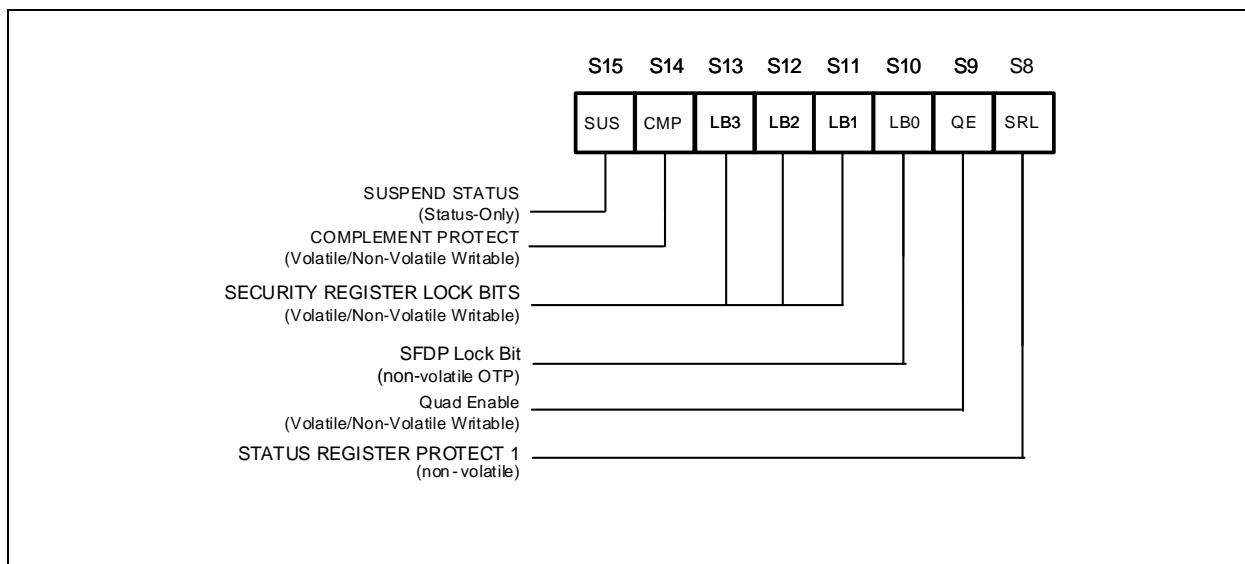 S15 S14 S13 S12 S11 S10 S9 S8
SUS CMP LB3 LB2 LB1 LB0 QE SRL
SUSPEND STATUS
(Status-Only)
COMPLEMENT PROTECT
(Volatile/Non-Volatile Writable)
SECURITY REGISTER LOCK BITS
(Volatile/Non-Volatile Writable)
SFDP Lock Bit
(non-volatile OTP)
Quad Enable
(Volatile/Non-Volatile Writable)
STATUS REGISTER PROTECT 1
(non-volatile)